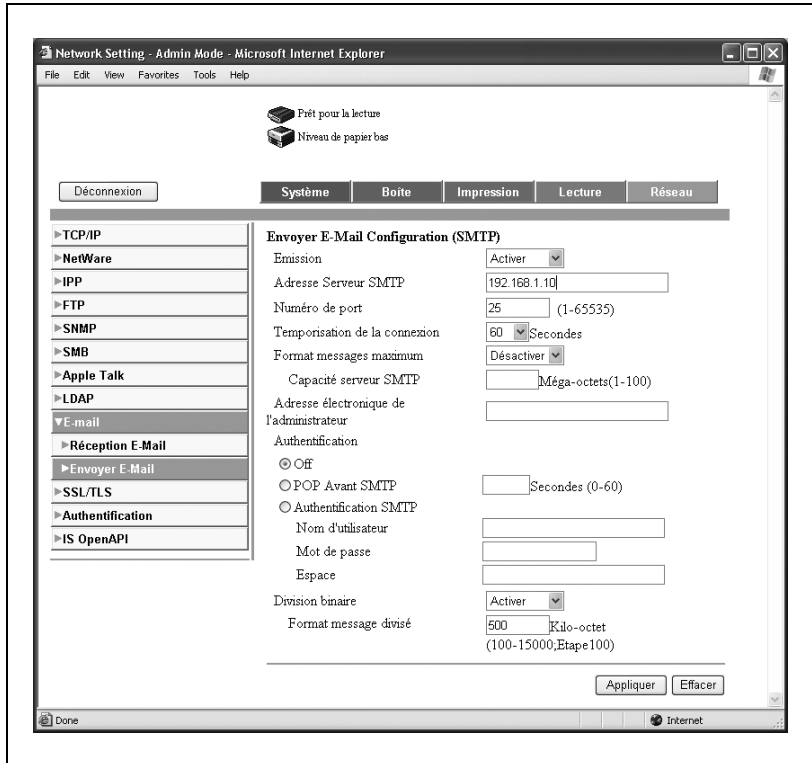 Network Setting - Admin Mode - Microsoft Internet Explorer
File Edit View Favorites Tools Help
Prêt pour la lecture
Niveau de papier bas
Déconnexion
Système Boîte Impression Lecture Réseau
TCP/IP
NetWare
IPP
FTP
SNMP
SMB
Apple Talk
LDAP
E-mail
Réception E-Mail
Envoyer E-Mail
SSL/TLS
Authentification
IS OpenAPI
Envoyer E-Mail Configuration (SMTP)
Emission Activer
Adresse Serveur SMTP 192.168.1.10
Numéro de port 25 (1-65535)
Temporisation de la connexion 60 Secondes
Format messages maximum Désactiver
Capacité serveur SMTP Méga-octets(1-100)
Adresse électronique de
l'administrateur
Authentification
Off
POP Avant SMTP Secondes (0-60)
Authentification SMTP
Nom d'utilisateur
Mot de passe
Espace
Division binaire Activer
Format message divisé 500 Kilo-octet
(100-15000;Etape100)
Appliquer Effacer
Done Internet